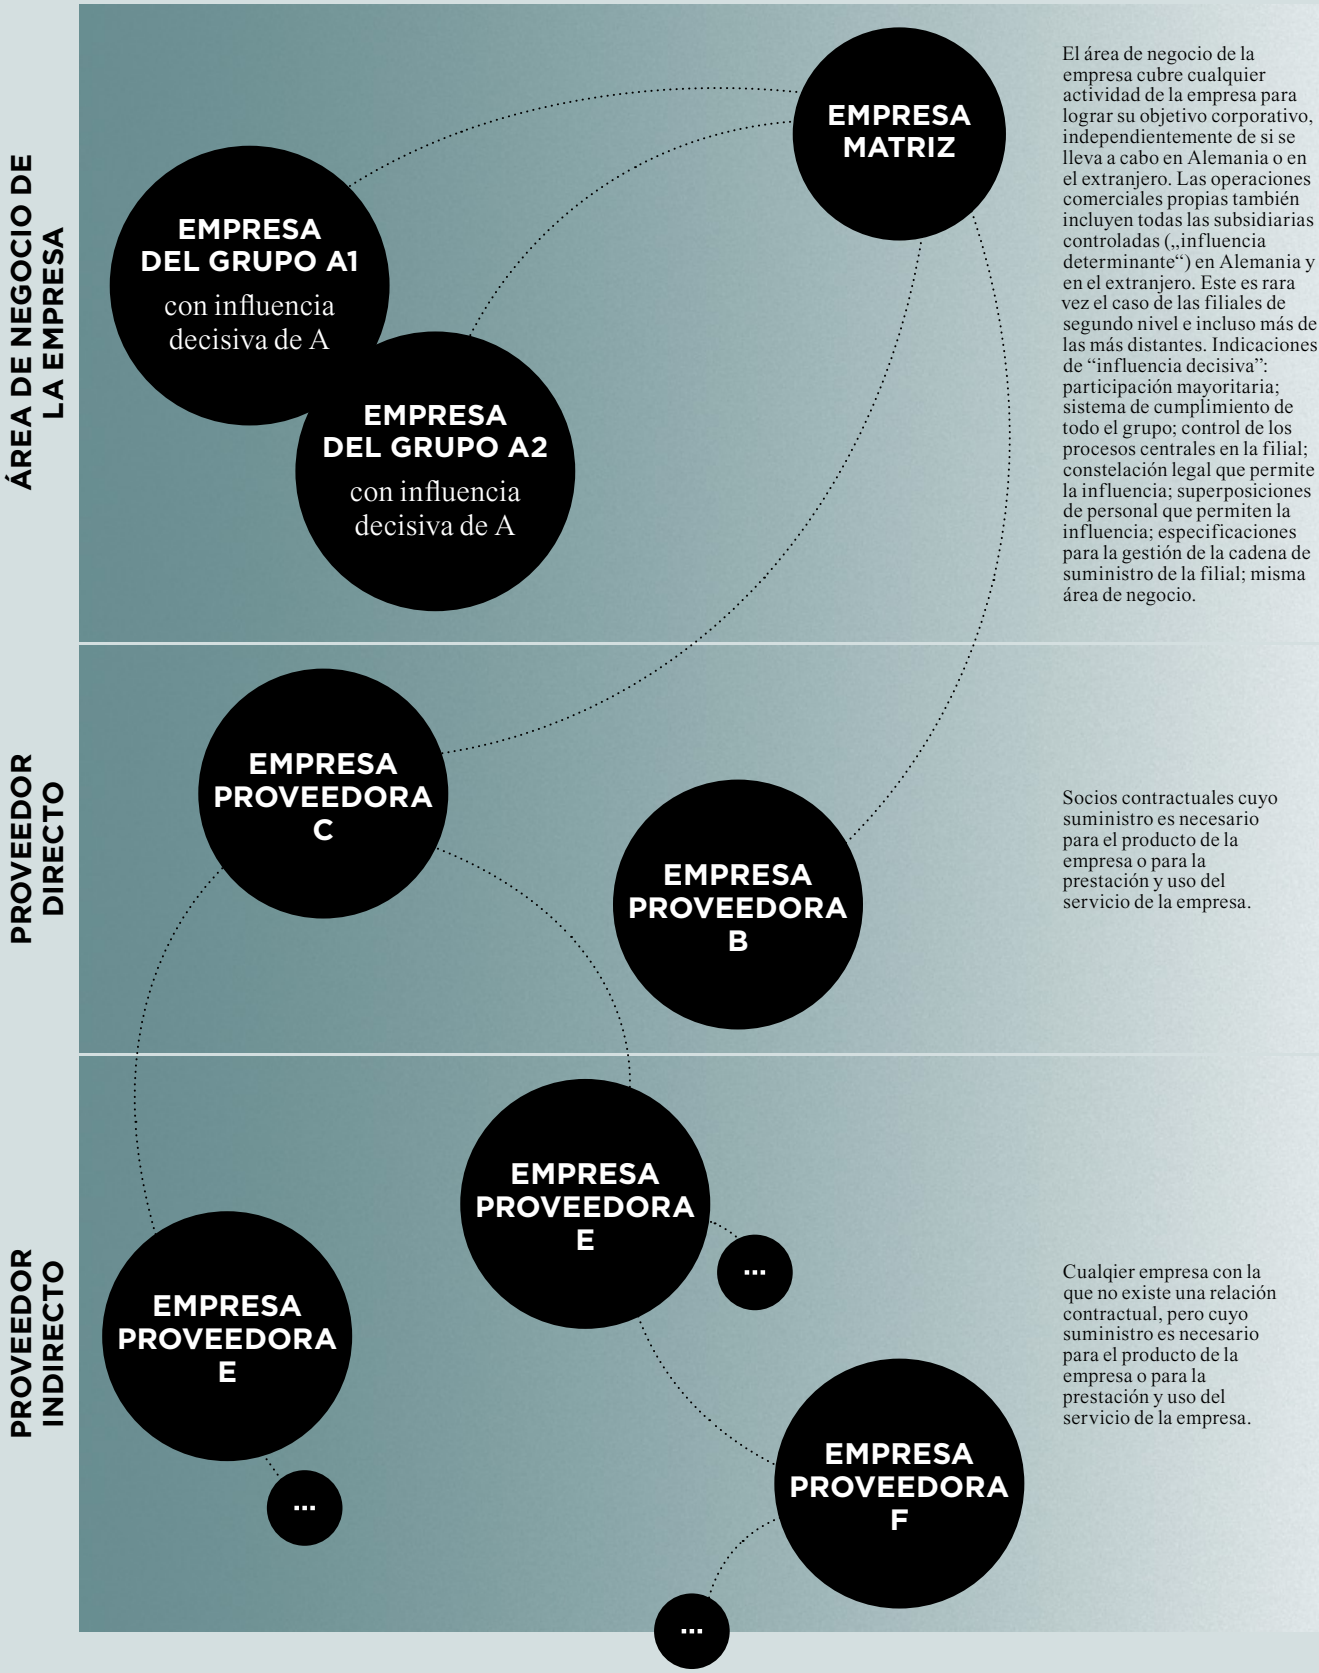 ÁREA DE NEGOCIO DE
LA EMPRESA
EMPRESA
MATRIZ
EMPRESA
DEL GRUPO A1
con influencia
decisiva de A
EMPRESA
DEL GRUPO A2
con influencia
decisiva de A
El área de negocio de la
empresa cubre cualquier
actividad de la empresa para
lograr su objetivo corporativo,
independientemente de si se
lleva a cabo en Alemania o en
el extranjero. Las operaciones
comerciales propias también
incluyen todas las subsidiarias
controladas („influencia
determinante“) en Alemania y
en el extranjero. Este es rara
vez el caso de las filiales de
segundo nivel e incluso más de
las más distantes. Indicaciones
de “influencia decisiva”:
participación mayoritaria;
sistema de cumplimiento de
todo el grupo; control de los
procesos centrales en la filial;
constelación legal que permite
la influencia; superposiciones
de personal que permiten la
influencia; especificaciones
para la gestión de la cadena de
suministro de la filial; misma
área de negocio.
PROVEEDOR
DIRECTO
EMPRESA
PROVEEDORA
C
EMPRESA
PROVEEDORA
B
Socios contractuales cuyo
suministro es necesario
para el producto de la
empresa o para la
prestación y uso del
servicio de la empresa.
PROVEEDOR
INDIRECTO
EMPRESA
PROVEEDORA
E
...
EMPRESA
PROVEEDORA
E
...
EMPRESA
PROVEEDORA
F
...
Cualqier empresa con la
que no existe una relación
contractual, pero cuyo
suministro es necesario
para el producto de la
empresa o para la
prestación y uso del
servicio de la empresa.